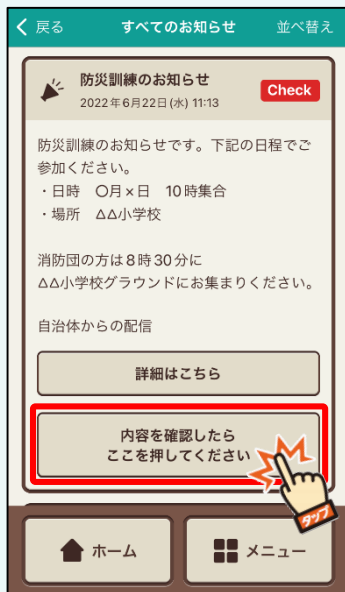 戻る すべてのお知らせ 並べ替え
防災訓練のお知らせ
2022年6月22日(水) 11:13
Check
防災訓練のお知らせです。下記の日程でご
参加ください。
・日時 〇月×日 10時集合
・場所 △△小学校
消防団の方は8時30分に
△△小学校グラウンドにお集まりください。
自治体からの配信
詳細はこちら
内容を確認したら
ここを押してください
タップ
ホーム
メニュー